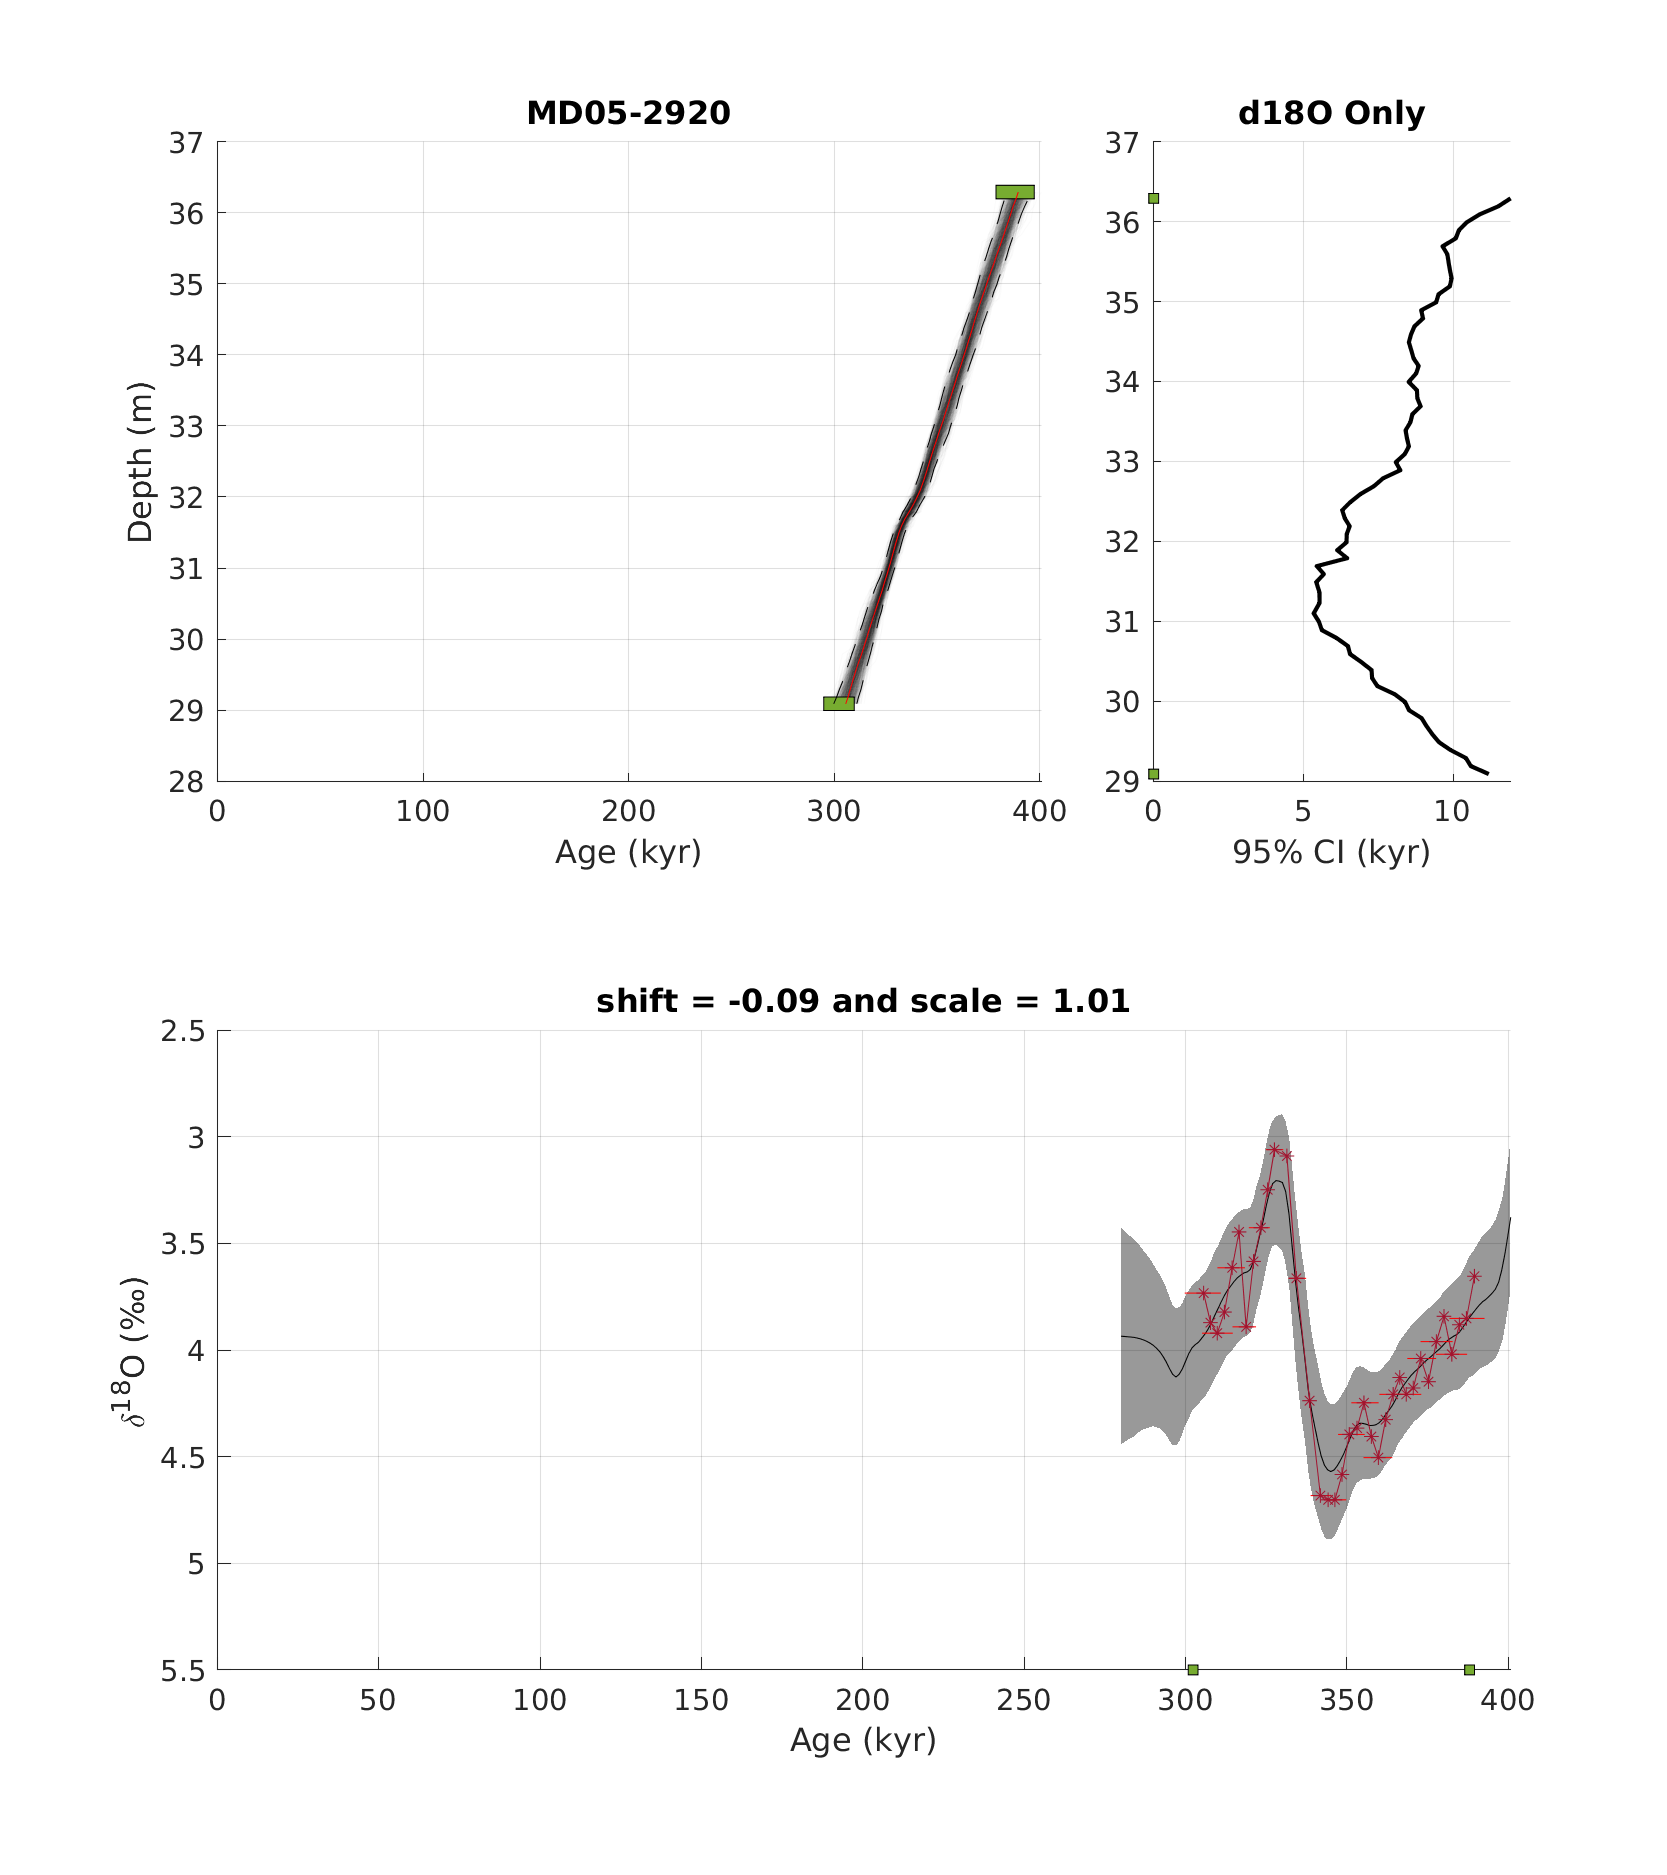 MD05-2920
37
36
35
34
33
32
31
30
29
28
Depth (m)
0 100 200 300 400
Age (kyr)
d18O Only
37
36
35
34
33
32
31
30
29
0 5 10
95% CI (kyr)
shift = -0.09 and scale = 1.01
2.5
3
3.5
4
4.5
5
5.5
δ¹⁸O (‰)
0 50 100 150 200 250 300 350 400
Age (kyr)